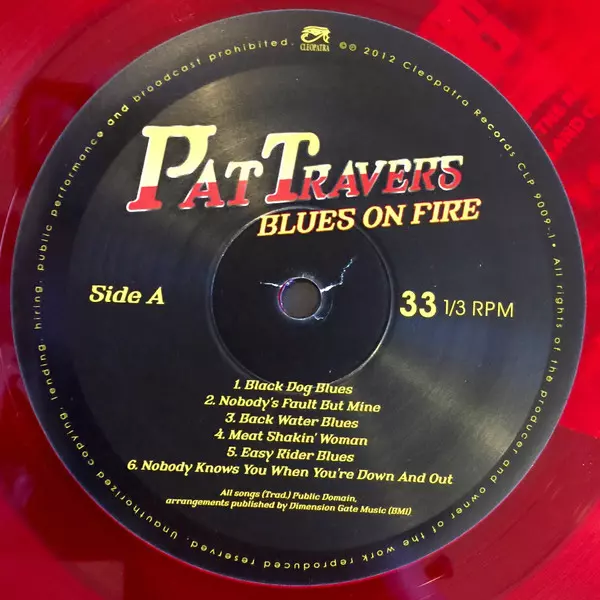 CLEOPATRA
℗© 2012 Cleopatra Records CLP 9009-1 • All rights of the producer and owner of the work reproduced reserved. Unauthorized copying, lending, hiring, public performance and broadcast prohibited.
PAT TRAVERS
BLUES ON FIRE
Side A
33 1/3 RPM
1. Black Dog Blues
2. Nobody's Fault But Mine
3. Back Water Blues
4. Meat Shakin' Woman
5. Easy Rider Blues
6. Nobody Knows You When You're Down And Out
All songs (Trad.) Public Domain,
arrangements published by Dimension Gate Music (BMI)